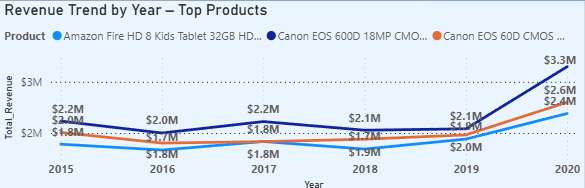 Revenue Trend by Year – Top Products
Product Amazon Fire HD 8 Kids Tablet 32GB HD... Canon EOS 600D 18MP CMO... Canon EOS 60D CMOS ...
Total_Revenue
$3M
$2M
$2.2M
$2.0M
$1.8M
$2.0M
$1.7M
$1.8M
$2.2M
$1.8M
$1.8M
$2.1M
$1.7M
$1.9M
$2.1M
$2.0M
$3.3M
$2.6M
$2.4M
2015 2016 2017 2018 2019 2020
Year